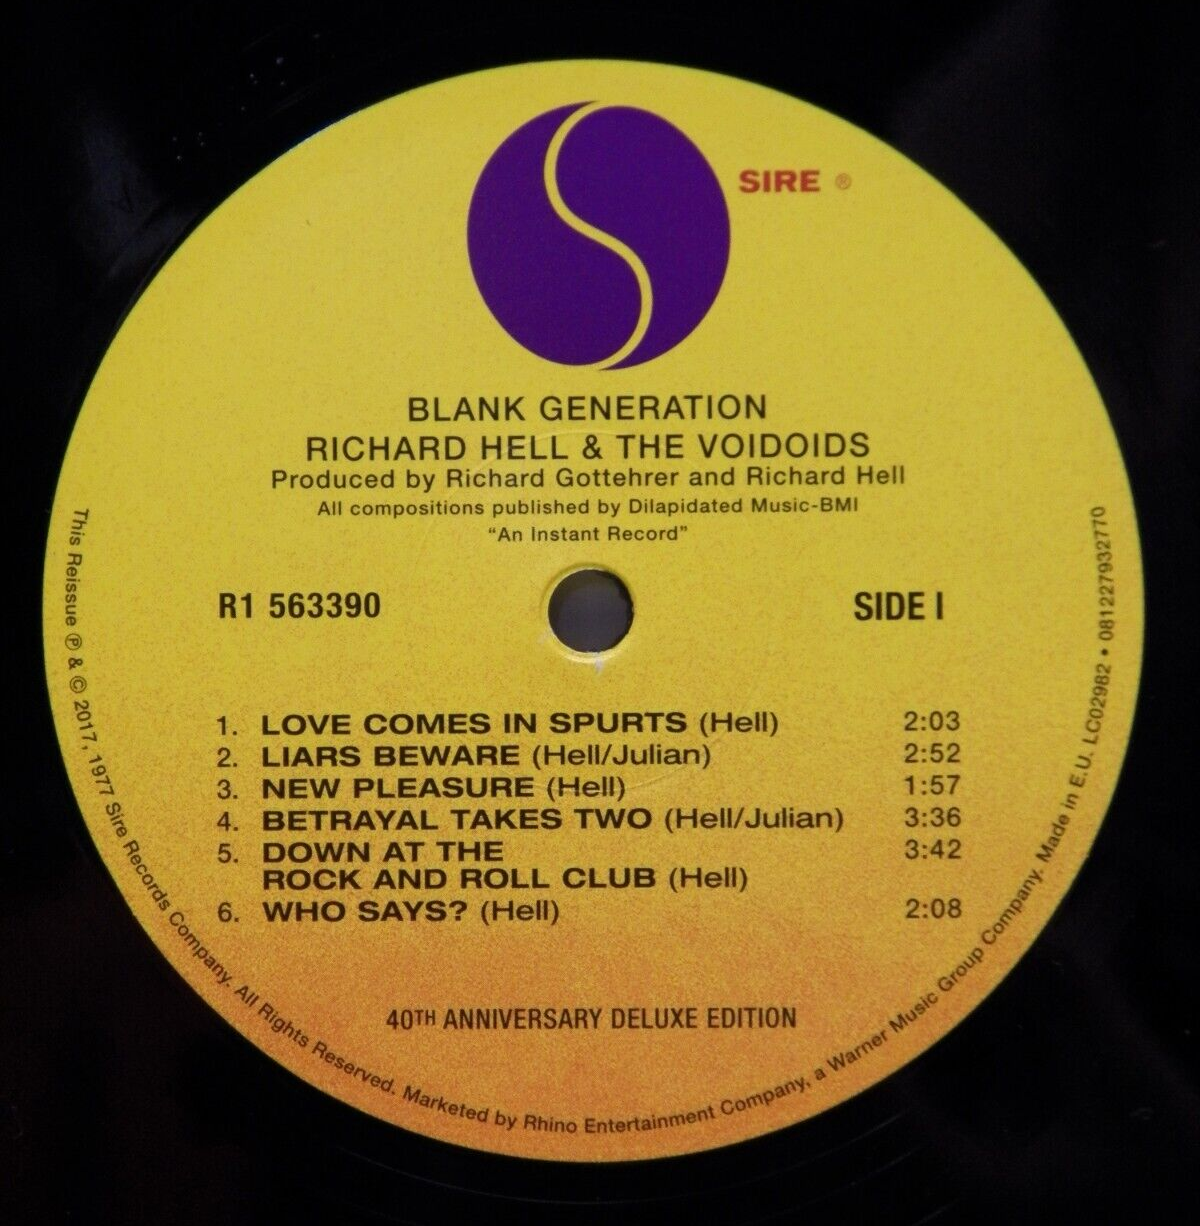 SIRE ®
BLANK GENERATION
RICHARD HELL & THE VOIDOIDS
Produced by Richard Gottehrer and Richard Hell
All compositions published by Dilapidated Music-BMI
“An Instant Record”
R1 563390
SIDE I
1. LOVE COMES IN SPURTS (Hell) 2:03
2. LIARS BEWARE (Hell/Julian) 2:52
3. NEW PLEASURE (Hell) 1:57
4. BETRAYAL TAKES TWO (Hell/Julian) 3:36
5. DOWN AT THE 3:42
ROCK AND ROLL CLUB (Hell)
6. WHO SAYS? (Hell) 2:08
40TH ANNIVERSARY DELUXE EDITION
This Reissue ℗ & © 2017, 1977 Sire Records Company. All Rights Reserved. Marketed by Rhino Entertainment Company, a Warner Music Group Company. Made in E.U. LC02982 • 081227932770